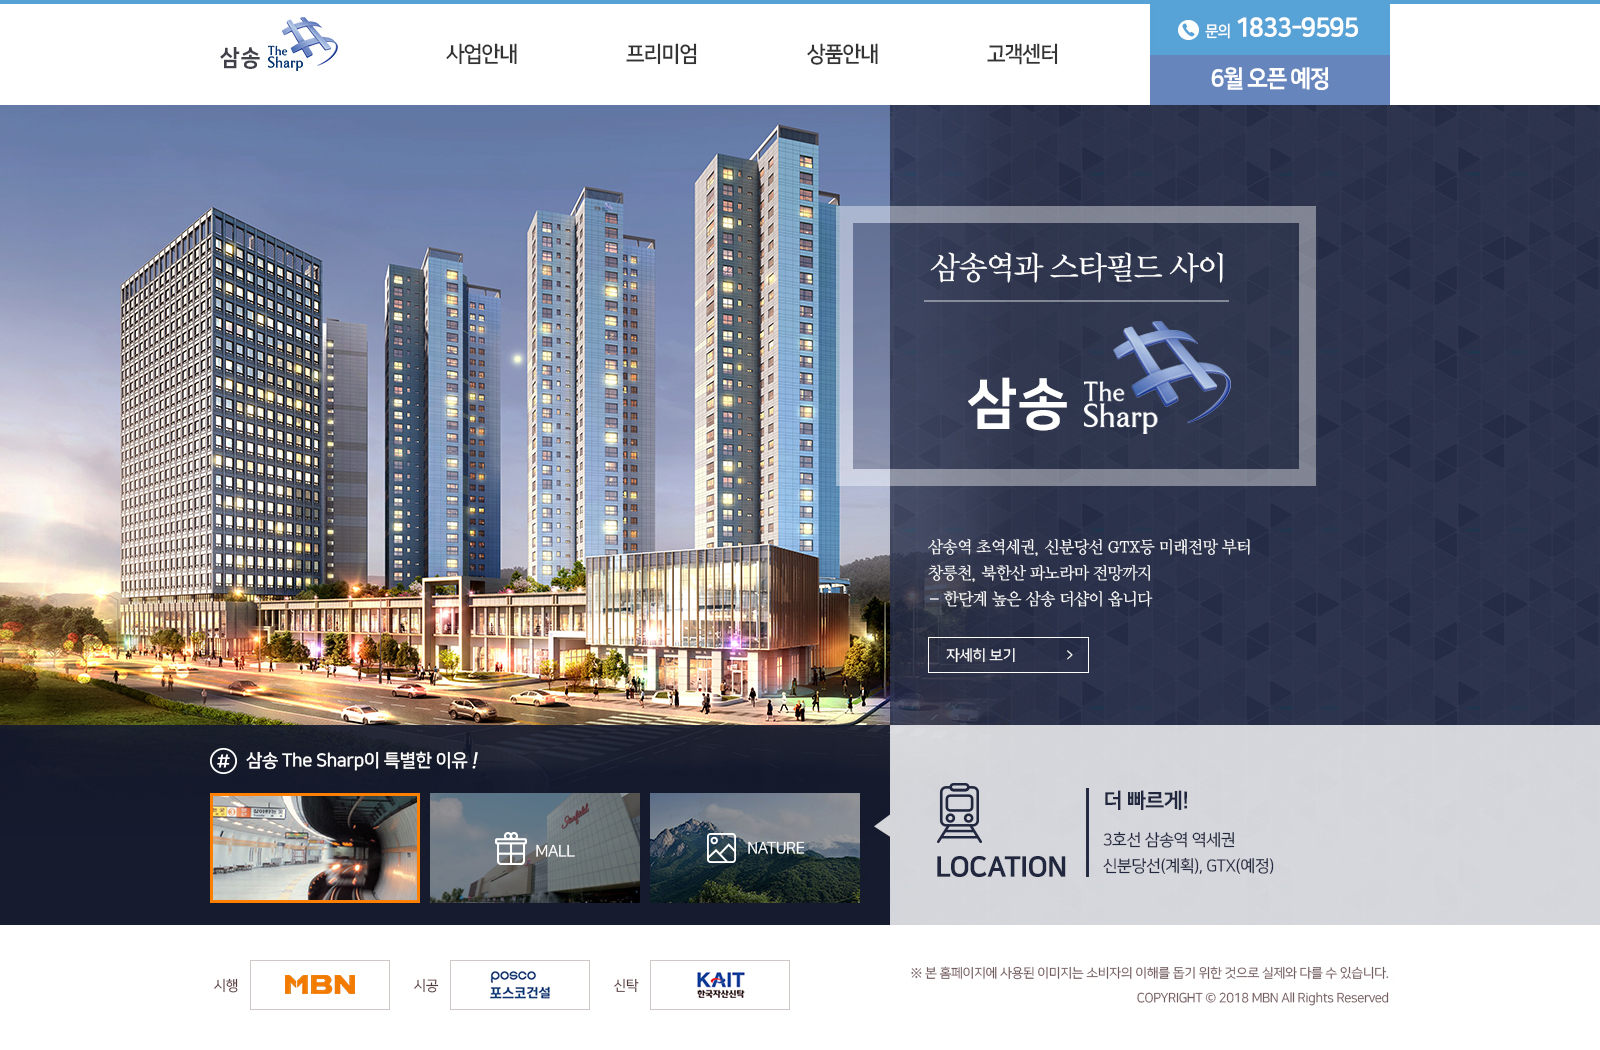 삼송 The Sharp
사업안내
프리미엄
상품안내
고객센터
문의 1833-9595
6월 오픈 예정
삼송역과 스타필드 사이
삼송 The Sharp
삼송역 초역세권, 신분당선 GTX등 미래전망 부터
창릉천, 북한산 파노라마 전망까지
- 한단계 높은 삼송 더샵이 옵니다
자세히 보기 >
# 삼송 The Sharp이 특별한 이유 !
Starfield
MALL
NATURE
LOCATION
더 빠르게!
3호선 삼송역 역세권
신분당선(계획), GTX(예정)
시행 MBN
시공 posco 포스코건설
신탁 KAIT 한국자산신탁
※ 본 홈페이지에 사용된 이미지는 소비자의 이해를 돕기 위한 것으로 실제와 다를 수 있습니다.
COPYRIGHT © 2018 MBN All Rights Reserved